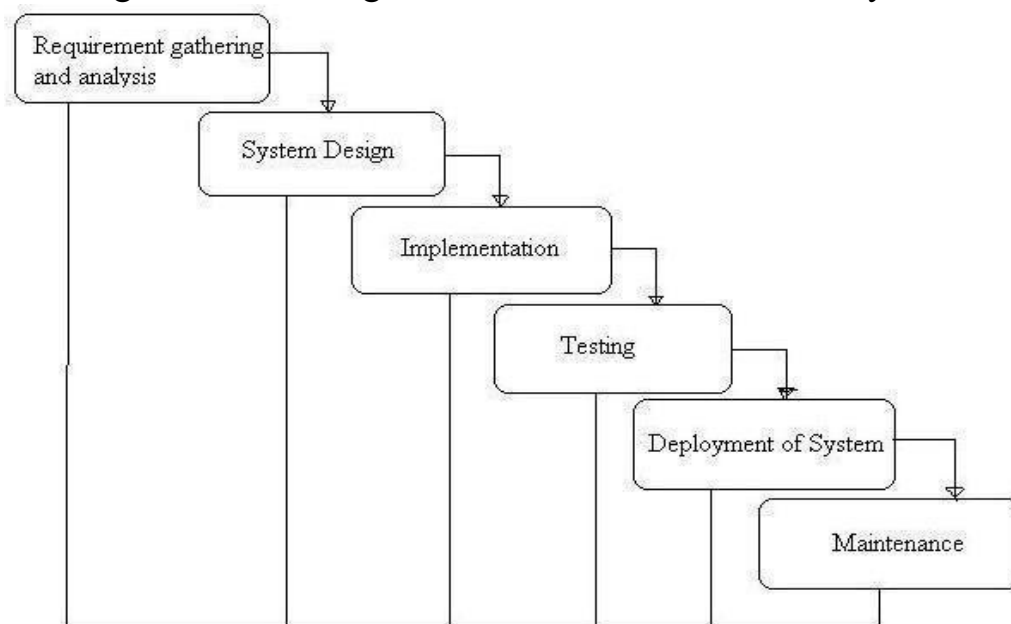 Requirement gathering
and analysis
System Design
Implementation
Testing
Deployment of System
Maintenance